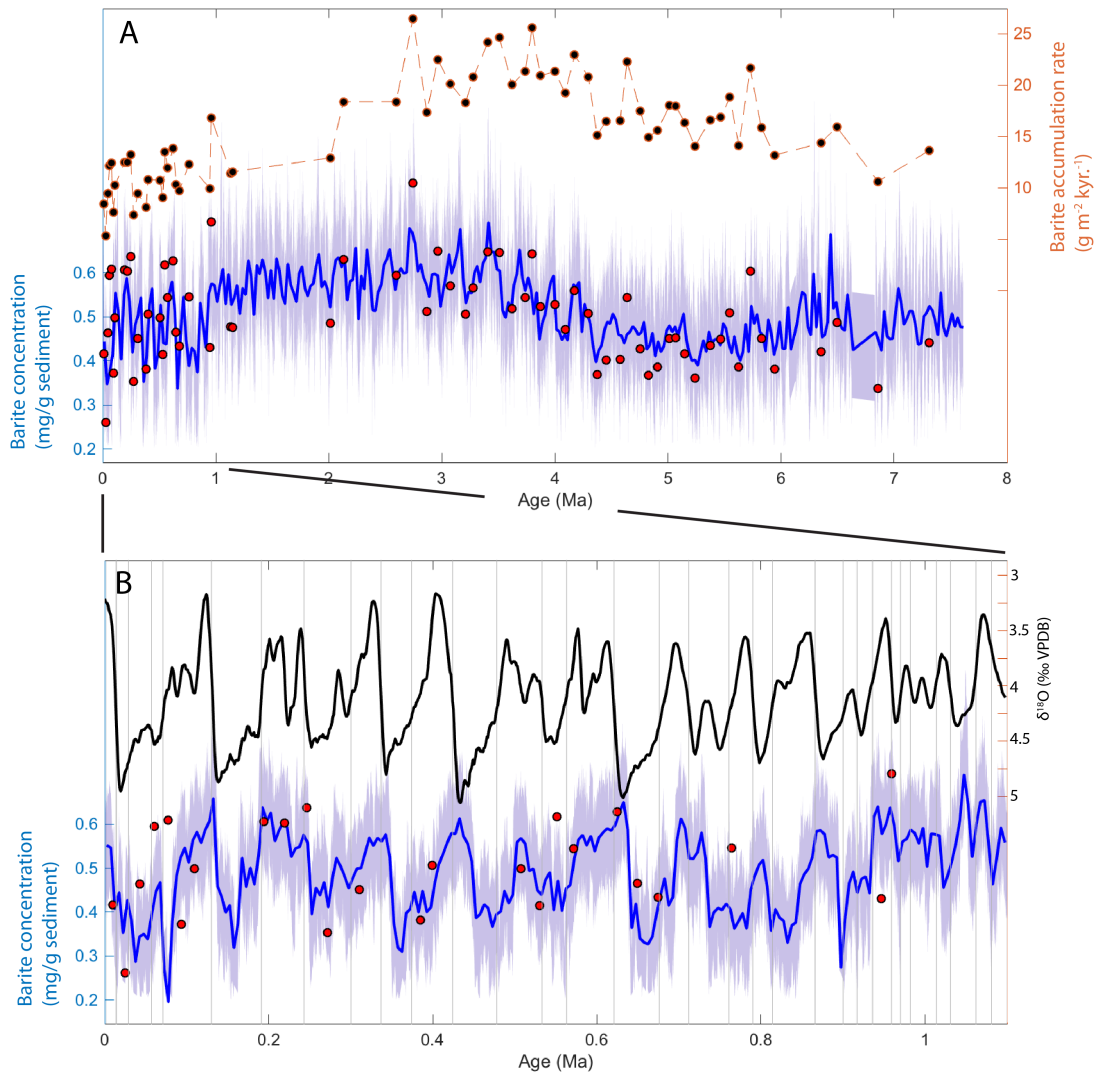 A
25
20
15
10
Barite accumulation rate
(g m⁻² kyr.⁻¹)
Barite concentration
(mg/g sediment)
0.6
0.5
0.4
0.3
0.2
0 1 2 3 4 5 6 7 8
Age (Ma)
B
3
3.5
4
4.5
5
δ¹⁸O (‰ VPDB)
Barite concentration
(mg/g sediment)
0.6
0.5
0.4
0.3
0.2
0 0.2 0.4 0.6 0.8 1
Age (Ma)